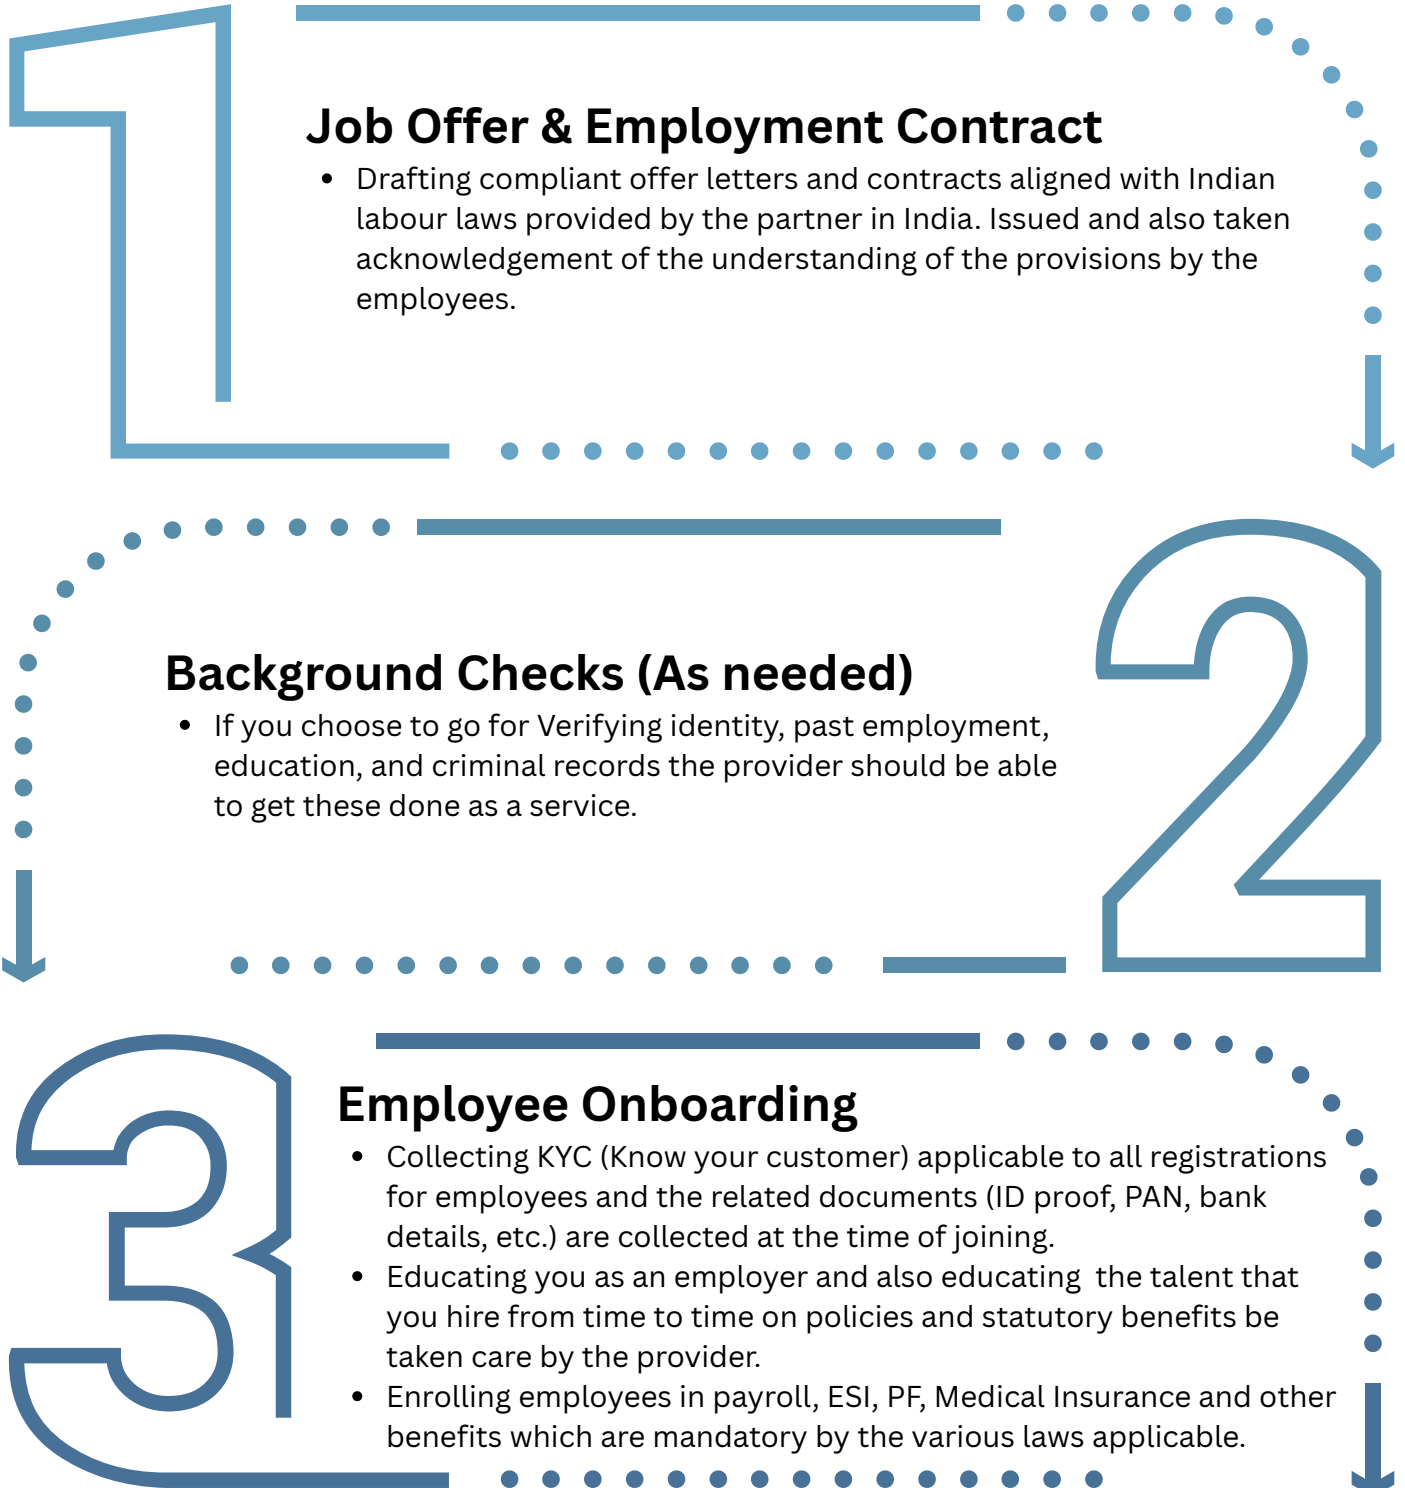 1
Job Offer & Employment Contract
• Drafting compliant offer letters and contracts aligned with Indian
labour laws provided by the partner in India. Issued and also taken
acknowledgement of the understanding of the provisions by the
employees.
2
Background Checks (As needed)
• If you choose to go for Verifying identity, past employment,
education, and criminal records the provider should be able
to get these done as a service.
3
Employee Onboarding
• Collecting KYC (Know your customer) applicable to all registrations
for employees and the related documents (ID proof, PAN, bank
details, etc.) are collected at the time of joining.
• Educating you as an employer and also educating  the talent that
you hire from time to time on policies and statutory benefits be
taken care by the provider.
• Enrolling employees in payroll, ESI, PF, Medical Insurance and other
benefits which are mandatory by the various laws applicable.